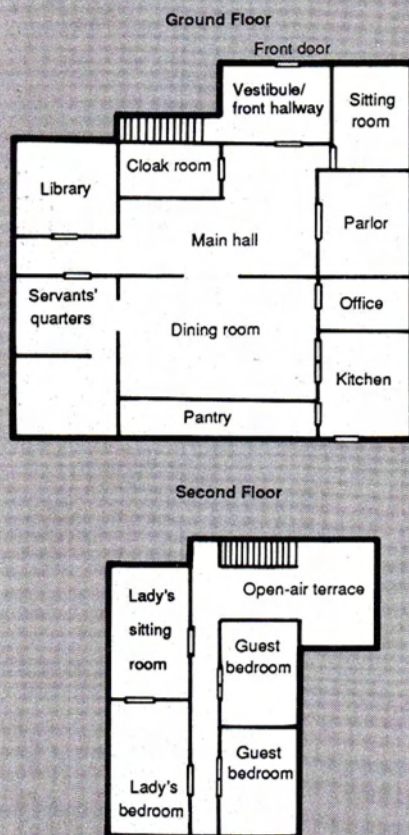 Ground Floor
Front door
Vestibule/
front hallway
Sitting
room
Cloak room
Library
Main hall
Parlor
Servants'
quarters
Dining room
Office
Kitchen
Pantry
Second Floor
Lady's
sitting
room
Open-air terrace
Guest
bedroom
Lady's
bedroom
Guest
bedroom